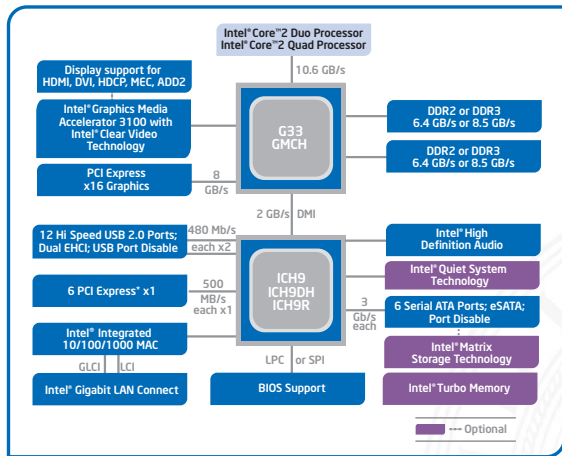 Intel® Core™2 Duo Processor
Intel® Core™2 Quad Processor
10.6 GB/s
Display support for
HDMI, DVI, HDCP, MEC, ADD2
Intel® Graphics Media
Accelerator 3100 with
Intel® Clear Video
Technology
PCI Express
x16 Graphics
8
GB/s
G33
GMCH
DDR2 or DDR3
6.4 GB/s or 8.5 GB/s
DDR2 or DDR3
6.4 GB/s or 8.5 GB/s
2 GB/s DMI
12 Hi Speed USB 2.0 Ports;
Dual EHCI; USB Port Disable
480 Mb/s
each x2
6 PCI Express* x1
500
MB/s
each x1
Intel® Integrated
10/100/1000 MAC
GLCI
LCI
Intel® Gigabit LAN Connect
ICH9
ICH9DH
ICH9R
Intel® High
Definition Audio
Intel® Quiet System
Technology
3
Gb/s
each
6 Serial ATA Ports; eSATA;
Port Disable
Intel® Matrix
Storage Technology
LPC or SPI
BIOS Support
Intel® Turbo Memory
--- Optional